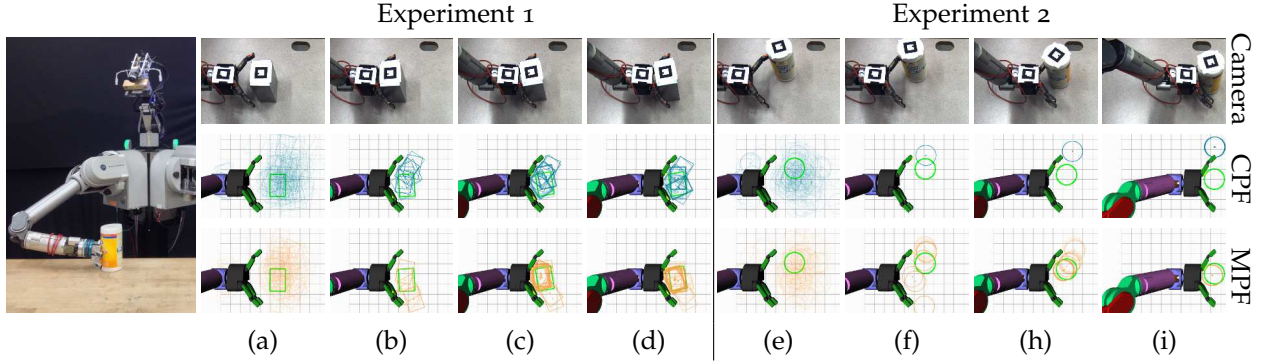 Experiment 1
Experiment 2
Camera
CPF
MPF
(a)
(b)
(c)
(d)
(e)
(f)
(h)
(i)